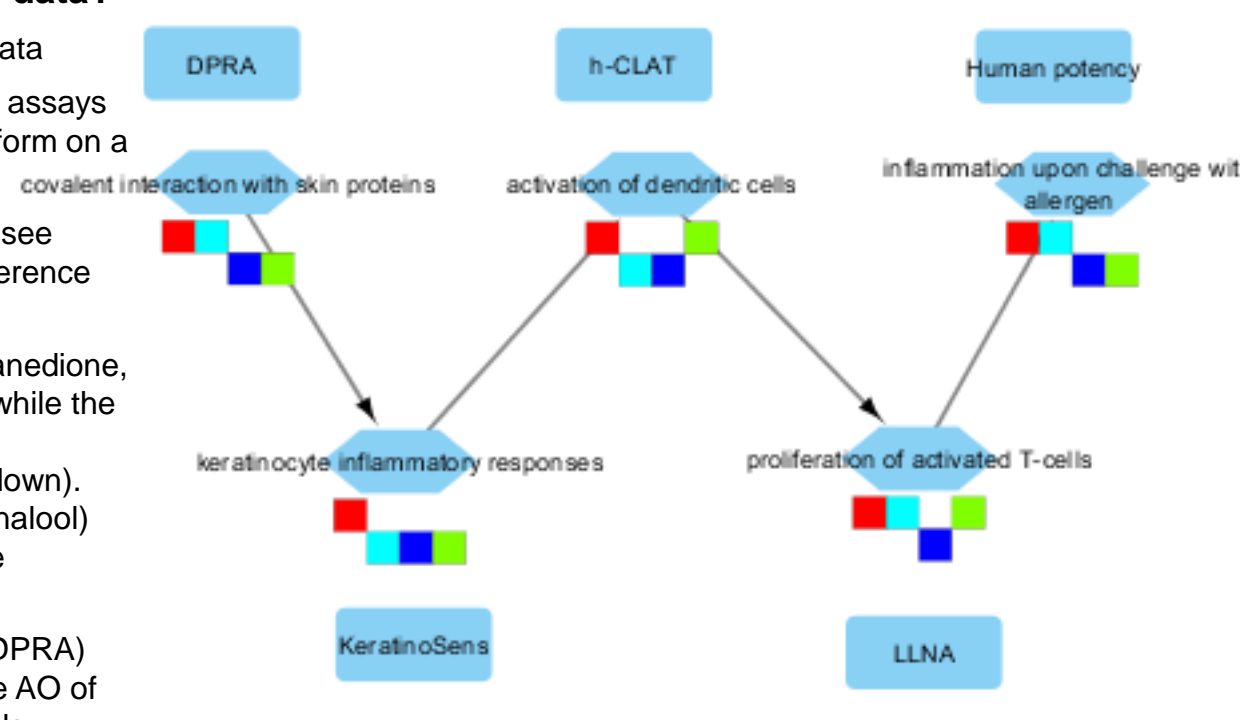 data?
ata
assays
form on a
see
erence
anedione,
while the
lown).
nalool)
e
DPRA)
e AO of
DPRA
h-CLAT
Human potency
covalent interaction with skin proteins
activation of dendritic cells
inflammation upon challenge wit
allergen
keratinocyte inflammatory responses
proliferation of activated T-cells
KeratinoSens
LLNA